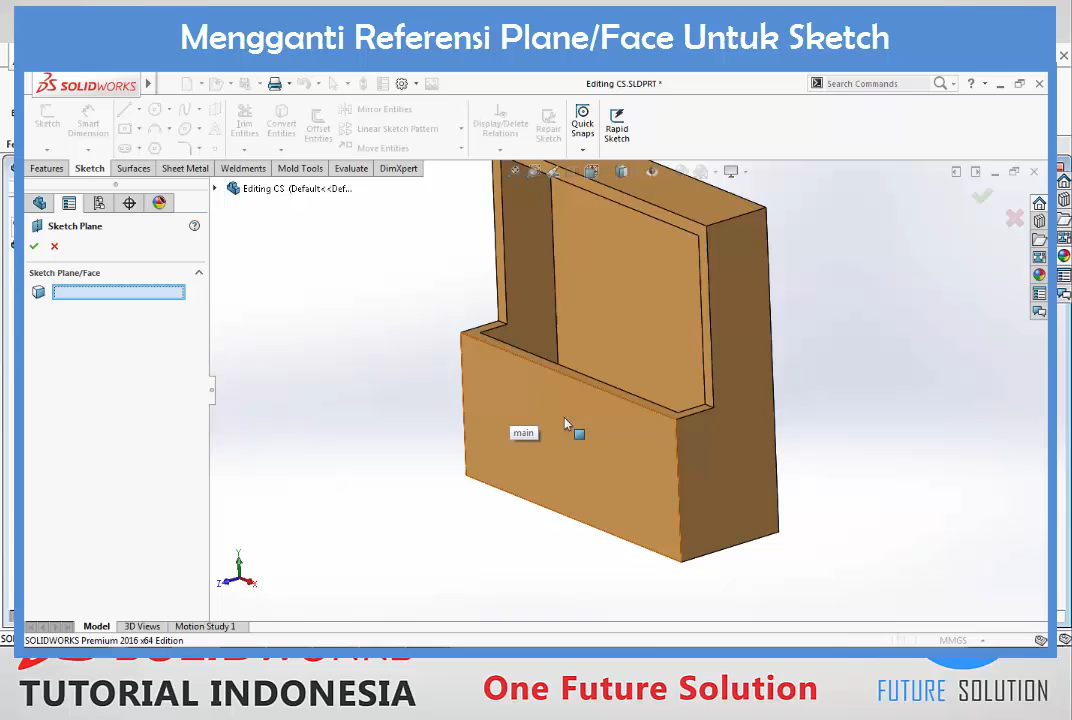 Mengganti Referensi Plane/Face Untuk Sketch
SOLIDWORKS
Editing CS.SLDPRT *
Search Commands
Sketch
Smart Dimension
Trim Entities
Convert Entities
Offset Entities
Mirror Entities
Linear Sketch Pattern
Move Entities
Display/Delete Relations
Repair Sketch
Quick Snaps
Rapid Sketch
Features
Sketch
Surfaces
Sheet Metal
Weldments
Mold Tools
Evaluate
DimXpert
Editing CS (Default<<Def...
Sketch Plane
Sketch Plane/Face
main
Y
Z
X
Model
3D Views
Motion Study 1
SOLIDWORKS Premium 2016 x64 Edition
MMGS
TUTORIAL INDONESIA
One Future Solution
FUTURE SOLUTION